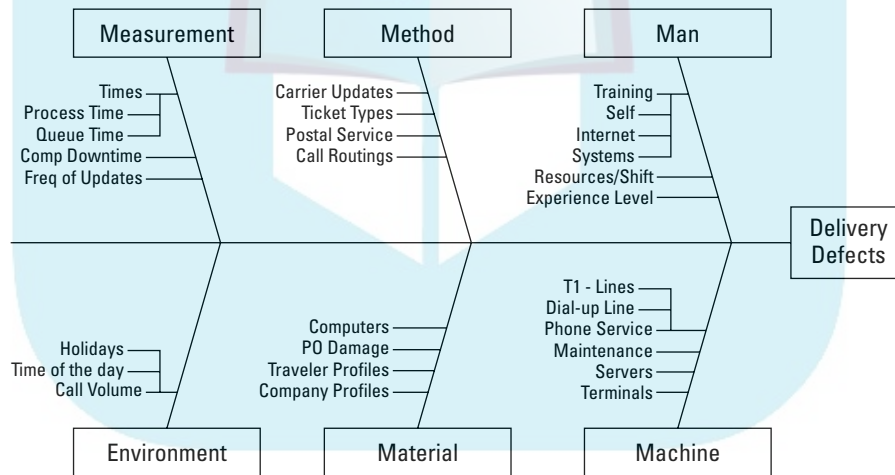 Measurement
Method
Man
Times
Process Time
Queue Time
Comp Downtime
Freq of Updates
Carrier Updates
Ticket Types
Postal Service
Call Routings
Training
Self
Internet
Systems
Resources/Shift
Experience Level
Delivery
Defects
Holidays
Time of the day
Call Volume
Computers
PO Damage
Traveler Profiles
Company Profiles
T1 - Lines
Dial-up Line
Phone Service
Maintenance
Servers
Terminals
Environment
Material
Machine